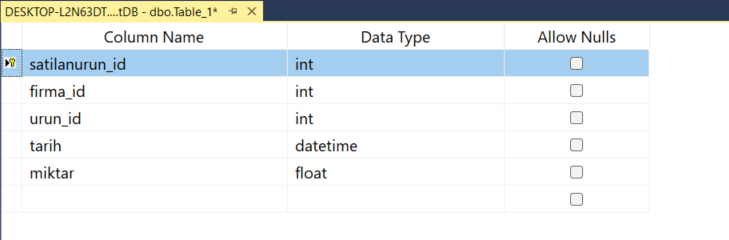 DESKTOP-L2N63DT....tDB - dbo.Table_1*
Column Name Data Type Allow Nulls
satilanurun_id int
firma_id int
urun_id int
tarih datetime
miktar float